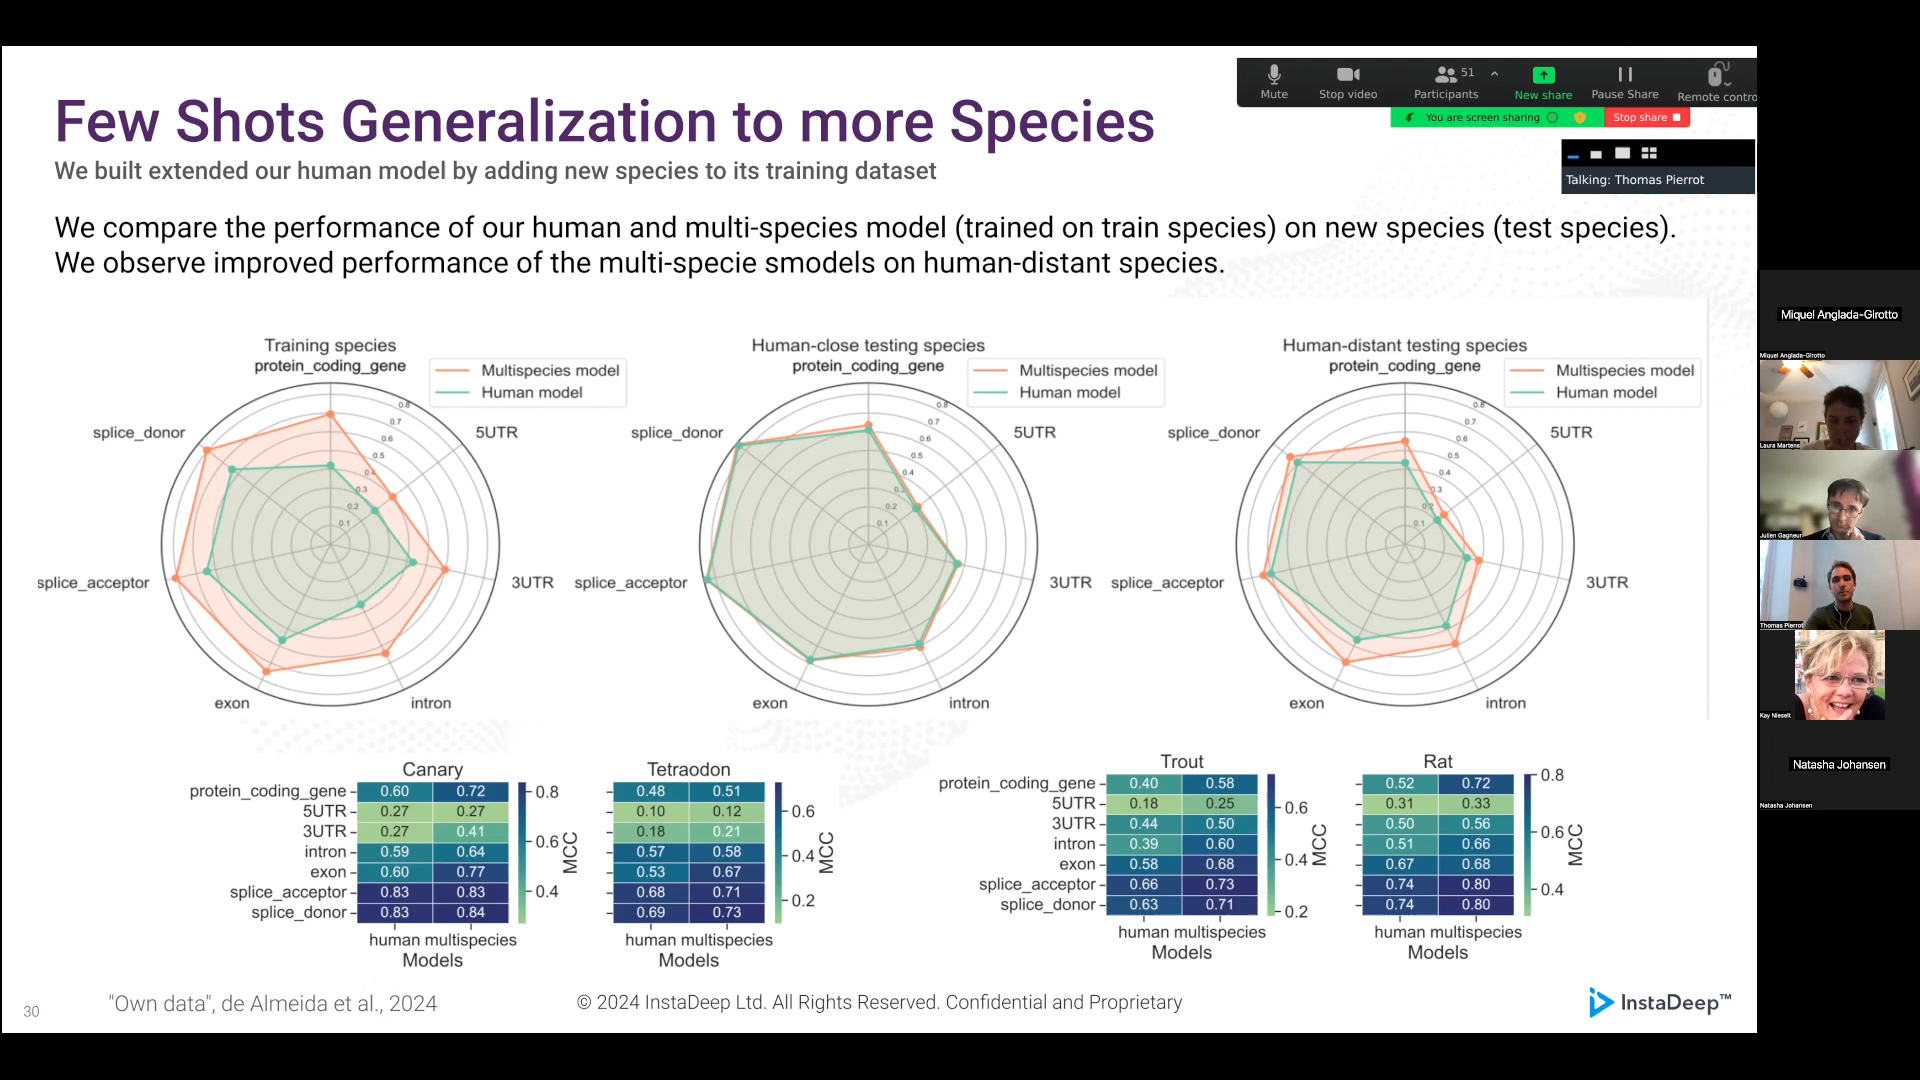 Mute
Stop video
51
Participants
New share
Pause Share
Remote contro
You are screen sharing
Stop share
Talking: Thomas Pierrot
Few Shots Generalization to more Species
We built extended our human model by adding new species to its training dataset
We compare the performance of our human and multi-species model (trained on train species) on new species (test species).
We observe improved performance of the multi-specie smodels on human-distant species.
Training species
protein_coding_gene
Multispecies model
Human model
splice_donor
5UTR
0.8
0.7
0.6
0.5
0.4
0.3
0.2
0.1
splice_acceptor
3UTR
exon
intron
Human-close testing species
protein_coding_gene
Multispecies model
Human model
splice_donor
5UTR
0.8
0.6
0.5
0.4
0.2
0.1
splice_acceptor
3UTR
exon
intron
Human-distant testing species
protein_coding_gene
Multispecies model
Human model
splice_donor
5UTR
0.8
0.6
0.4
0.3
0.2
0.1
splice_acceptor
3UTR
exon
intron
Canary
protein_coding_gene 0.60 0.72
5UTR 0.27 0.27
3UTR 0.27 0.41
intron 0.59 0.64
exon 0.60 0.77
splice_acceptor 0.83 0.83
splice_donor 0.83 0.84
human multispecies
Models
0.8
0.6
0.4
MCC
Tetraodon
0.48 0.51
0.10 0.12
0.18 0.21
0.57 0.58
0.53 0.67
0.68 0.71
0.69 0.73
human multispecies
Models
0.6
0.4
0.2
MCC
Trout
protein_coding_gene 0.40 0.58
5UTR 0.18 0.25
3UTR 0.44 0.50
intron 0.39 0.60
exon 0.58 0.68
splice_acceptor 0.66 0.73
splice_donor 0.63 0.71
human multispecies
Models
0.6
0.4
0.2
MCC
Rat
0.52 0.72
0.31 0.33
0.50 0.56
0.51 0.66
0.67 0.68
0.74 0.80
0.74 0.80
human multispecies
Models
0.8
0.6
0.4
MCC
30
"Own data", de Almeida et al., 2024
© 2024 InstaDeep Ltd. All Rights Reserved. Confidential and Proprietary
InstaDeep™
Miquel Anglada-Girotto
Miquel Anglada-Girotto
Laura Martens
Julien Gagneur
Thomas Pierrot
Kay Nieselt
Natasha Johansen
Natasha Johansen